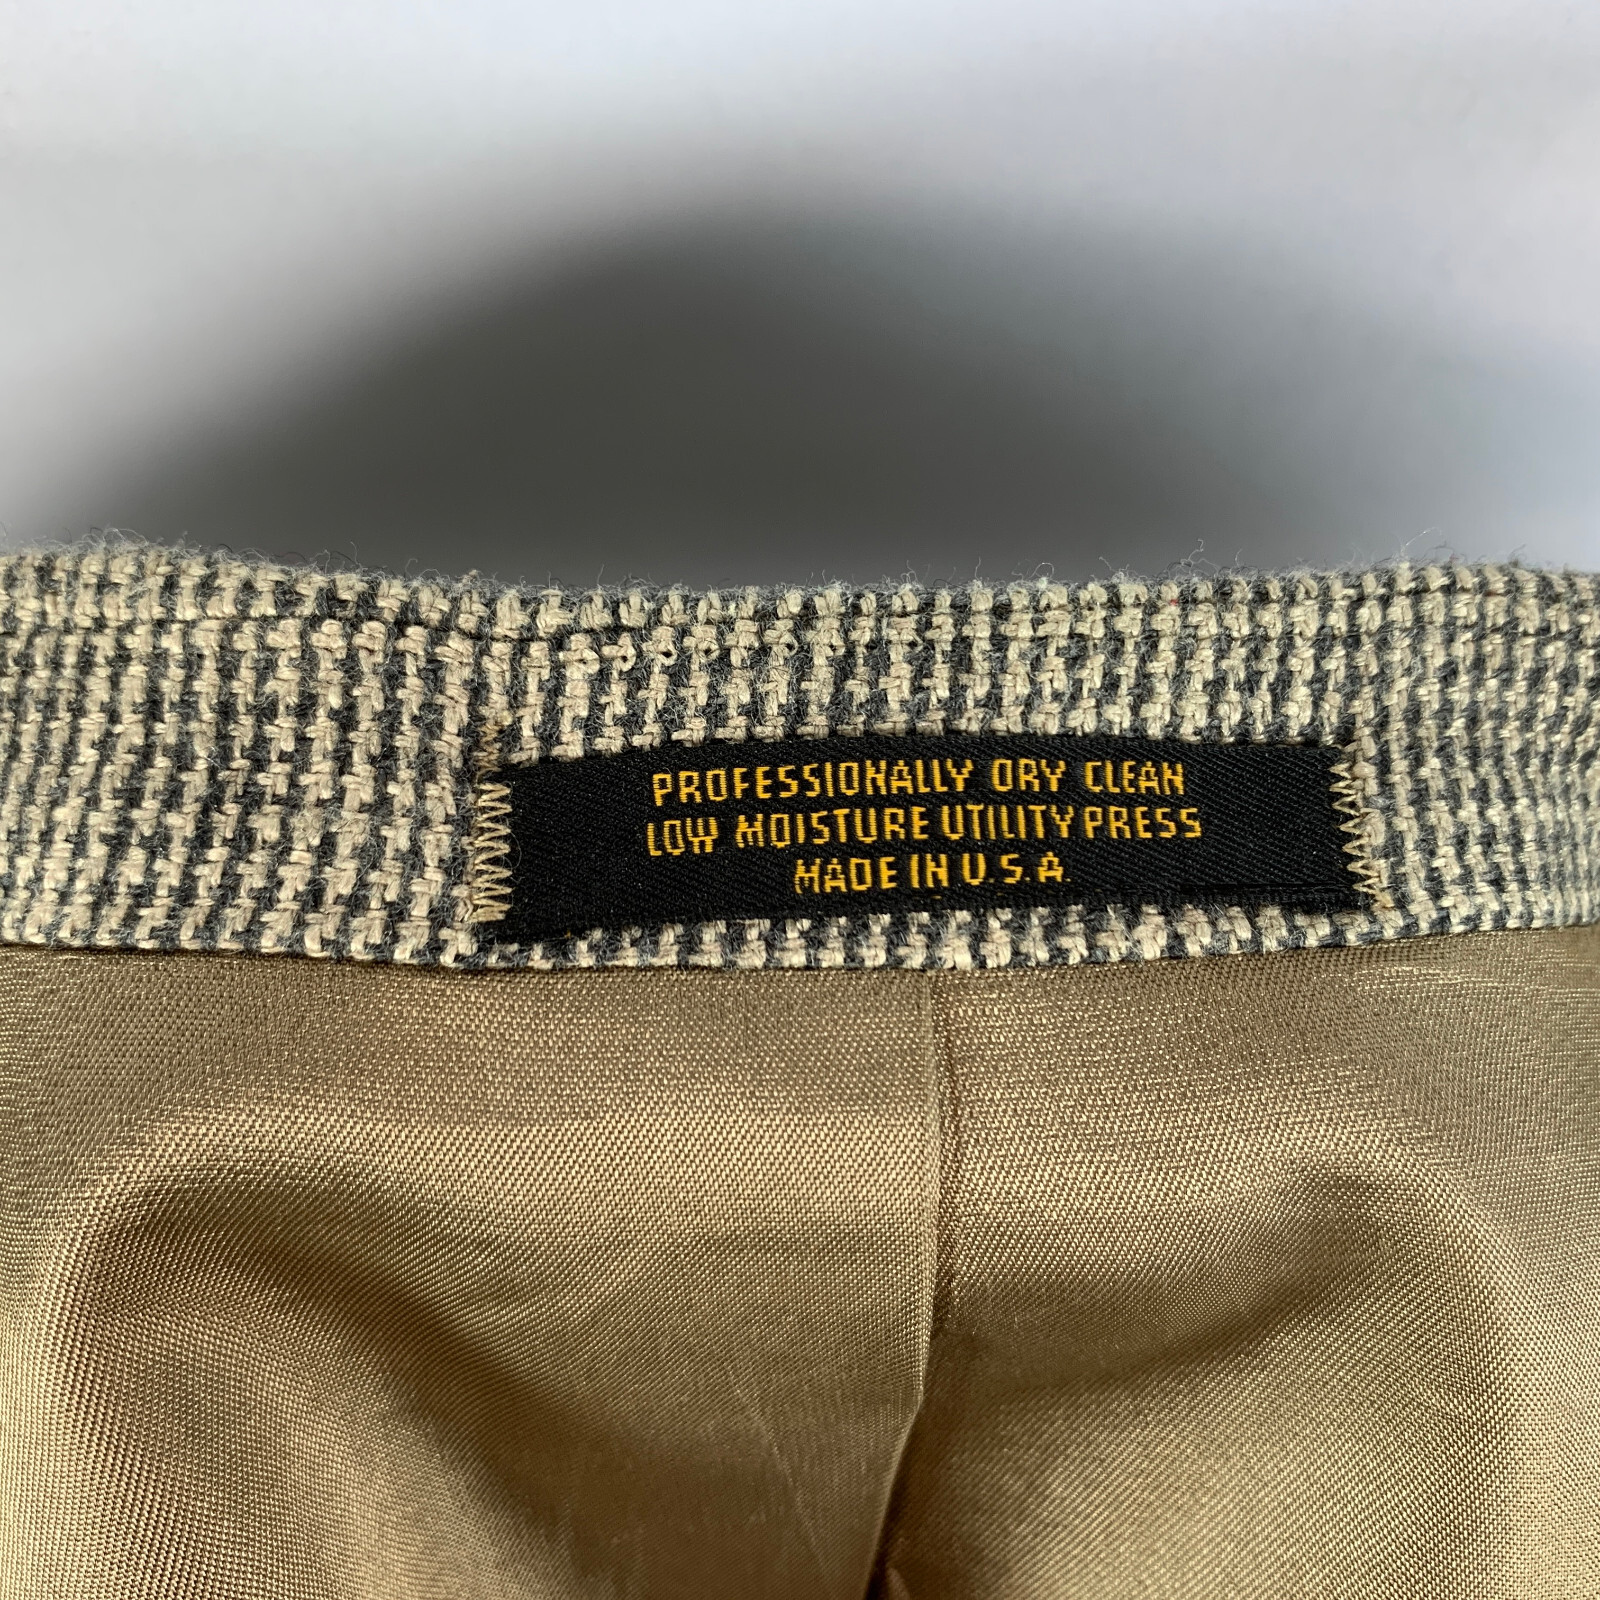 PROFESSIONALLY DRY CLEAN
LOW MOISTURE UTILITY PRESS
MADE IN U.S.A.